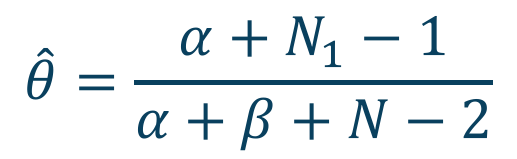 θ̂ = (α + N₁ − 1) / (α + β + N − 2)